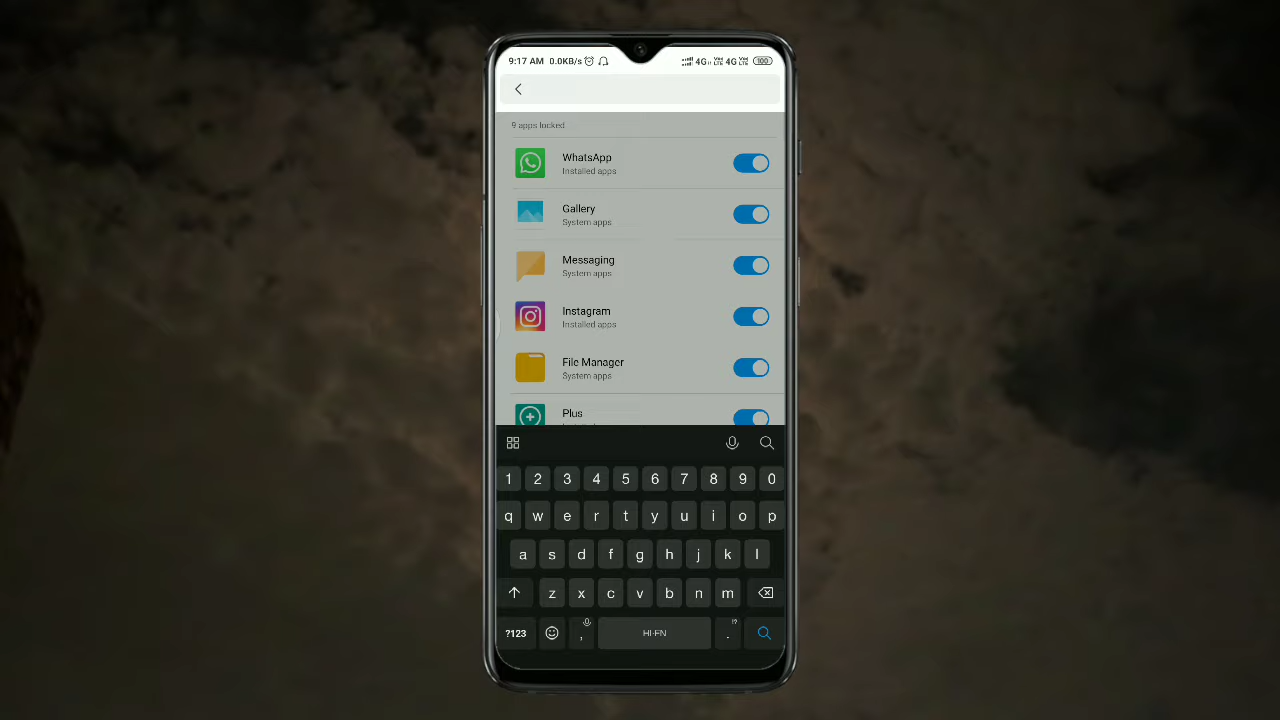 9:17 AM 0.0KB/s 4G 4G 100
9 apps locked
WhatsApp
Installed apps
Gallery
System apps
Messaging
System apps
Instagram
Installed apps
File Manager
System apps
Plus
1 2 3 4 5 6 7 8 9 0
q w e r t y u i o p
a s d f g h j k l
z x c v b n m
?123 , HI-EN . !?